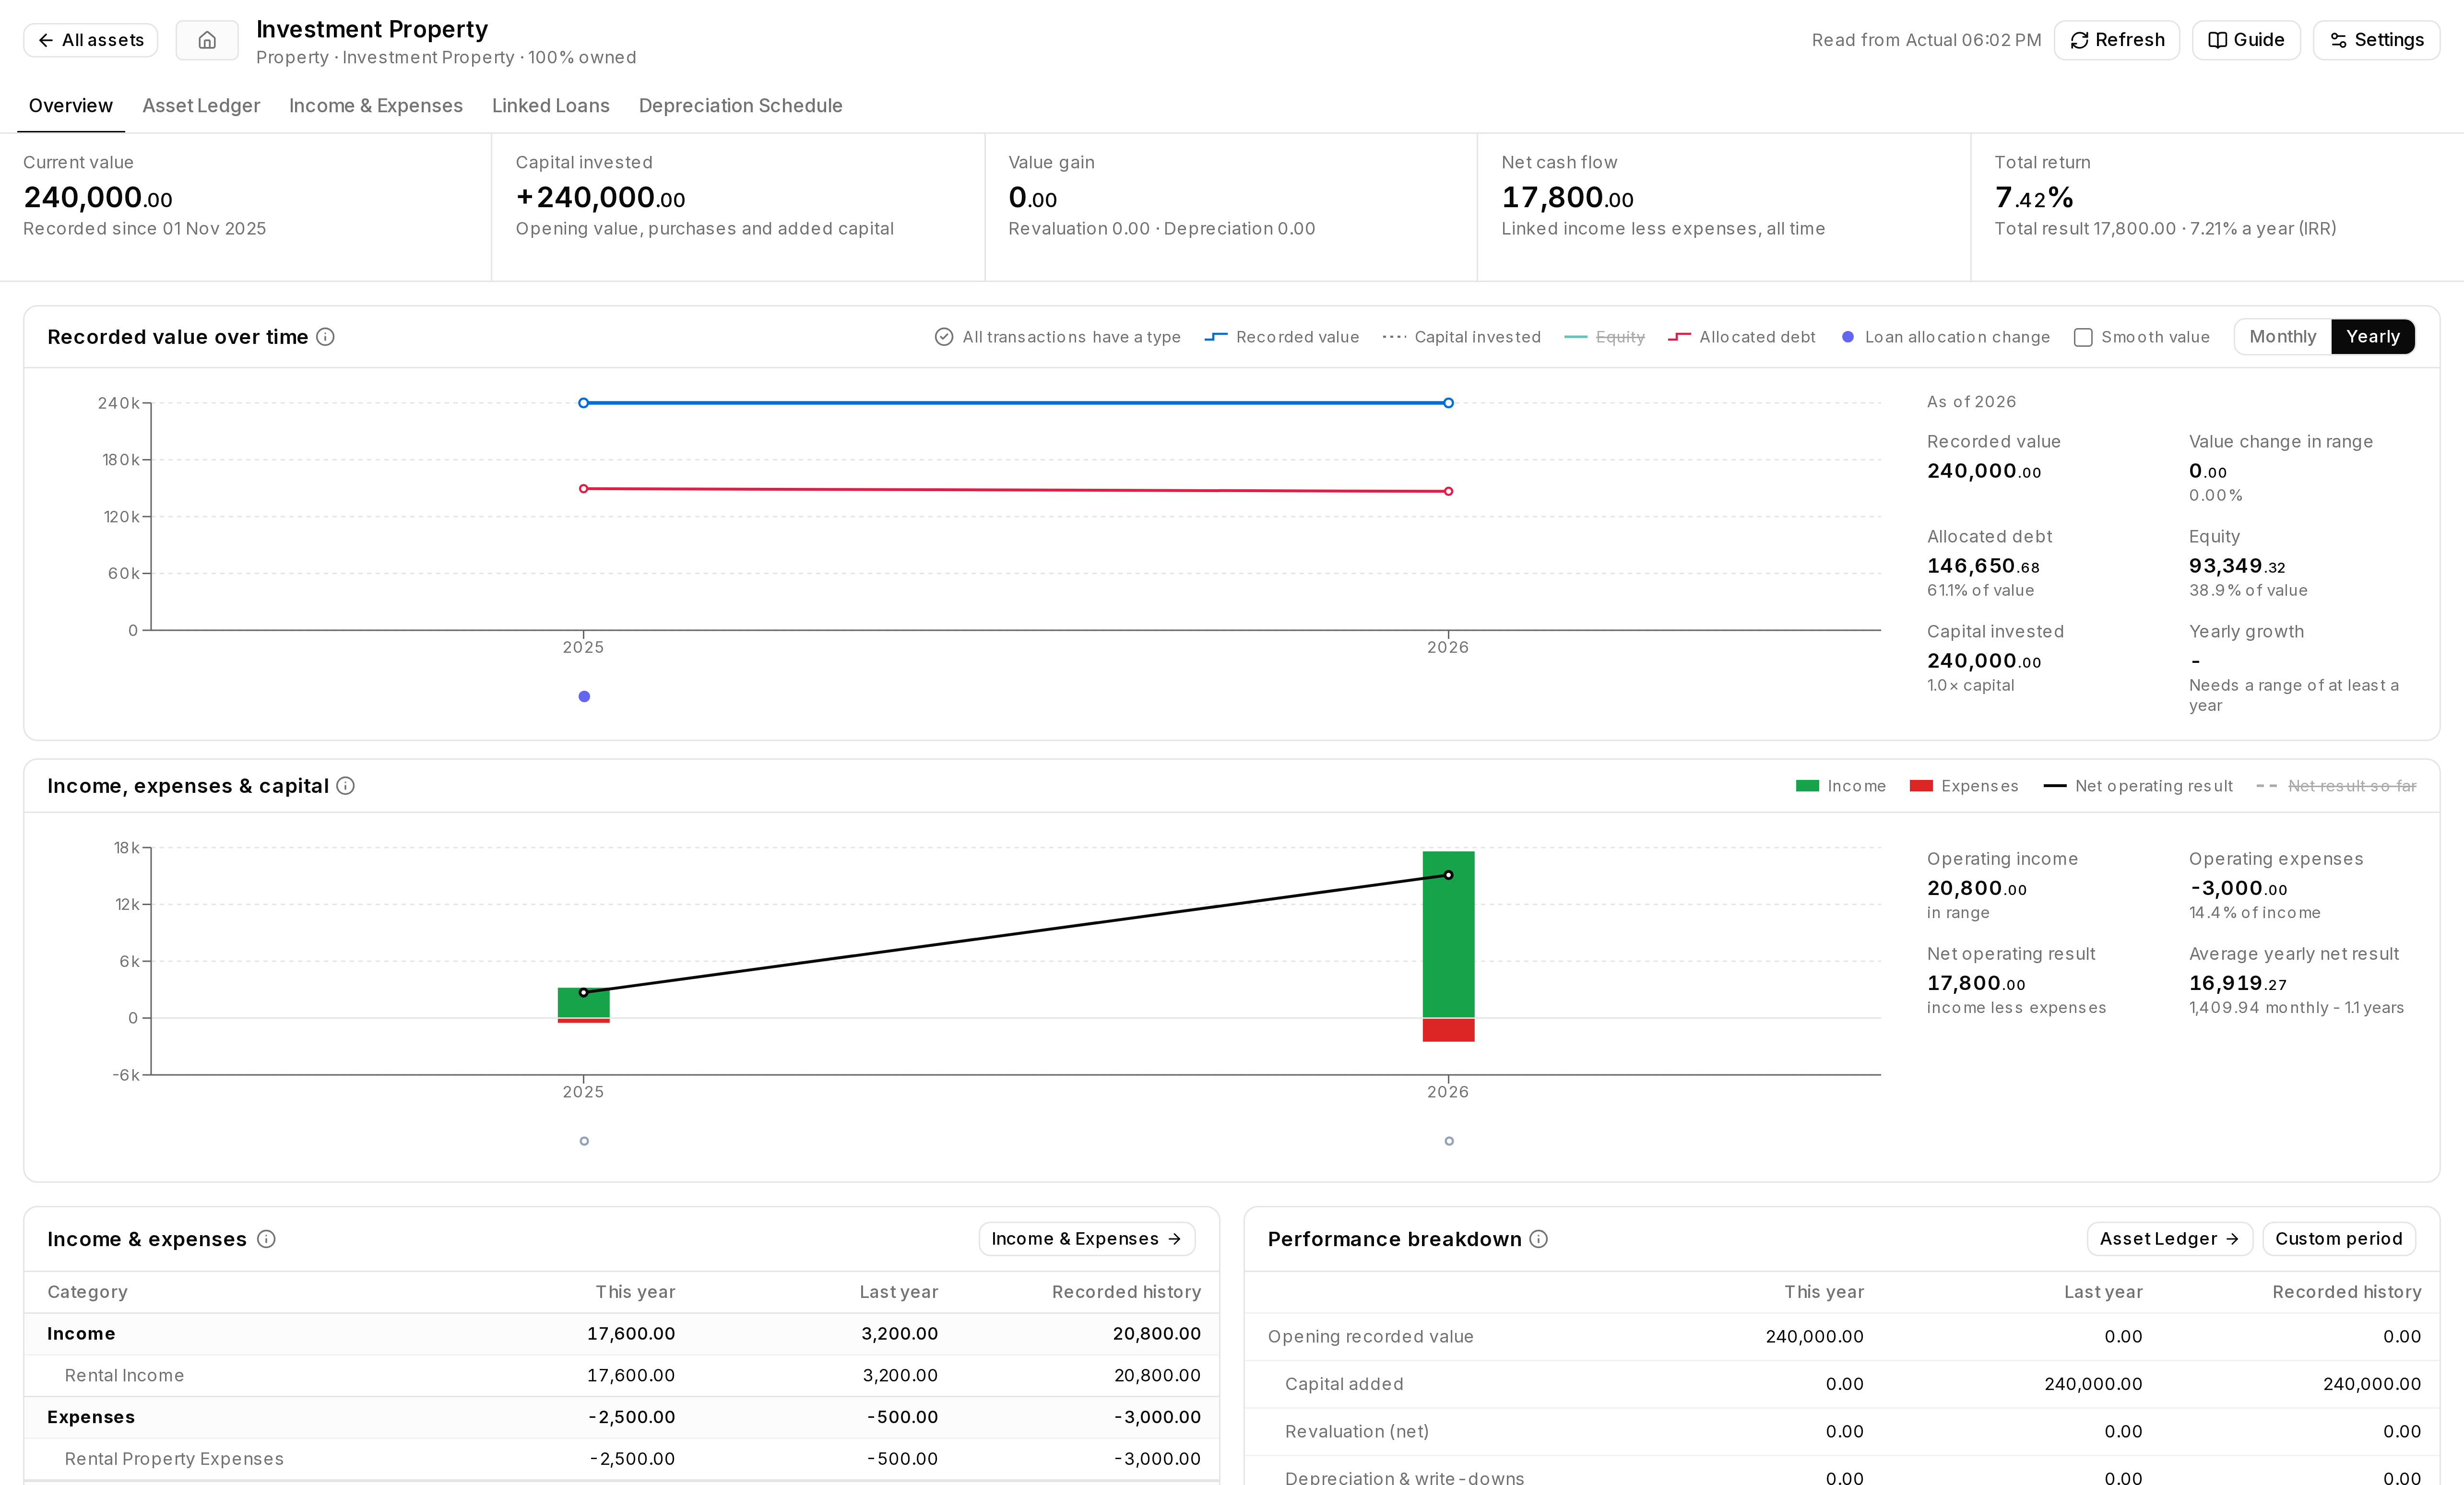 All assets
Investment Property
Property · Investment Property · 100% owned
Read from Actual 06:02 PM
Refresh
Guide
Settings
Overview
Asset Ledger
Income & Expenses
Linked Loans
Depreciation Schedule
Current value
240,000.00
Recorded since 01 Nov 2025
Capital invested
+240,000.00
Opening value, purchases and added capital
Value gain
0.00
Revaluation 0.00 · Depreciation 0.00
Net cash flow
17,800.00
Linked income less expenses, all time
Total return
7.42%
Total result 17,800.00 · 7.21% a year (IRR)
Recorded value over time
All transactions have a type
Recorded value
Capital invested
Equity
Allocated debt
Loan allocation change
Smooth value
Monthly
Yearly
240k
180k
120k
60k
0
2025
2026
As of 2026
Recorded value
240,000.00
Value change in range
0.00
0.00%
Allocated debt
146,650.68
61.1% of value
Equity
93,349.32
38.9% of value
Capital invested
240,000.00
1.0× capital
Yearly growth
-
Needs a range of at least a
year
Income, expenses & capital
Income
Expenses
Net operating result
Net result so far
18k
12k
6k
0
-6k
2025
2026
Operating income
20,800.00
in range
Operating expenses
-3,000.00
14.4% of income
Net operating result
17,800.00
income less expenses
Average yearly net result
16,919.27
1,409.94 monthly - 1.1 years
Income & expenses
Income & Expenses →
Category This year Last year Recorded history
Income 17,600.00 3,200.00 20,800.00
Rental Income 17,600.00 3,200.00 20,800.00
Expenses -2,500.00 -500.00 -3,000.00
Rental Property Expenses -2,500.00 -500.00 -3,000.00
Performance breakdown
Asset Ledger →
Custom period
This year Last year Recorded history
Opening recorded value 240,000.00 0.00 0.00
Capital added 0.00 240,000.00 240,000.00
Revaluation (net) 0.00 0.00 0.00
Depreciation & write-downs 0.00 0.00 0.00